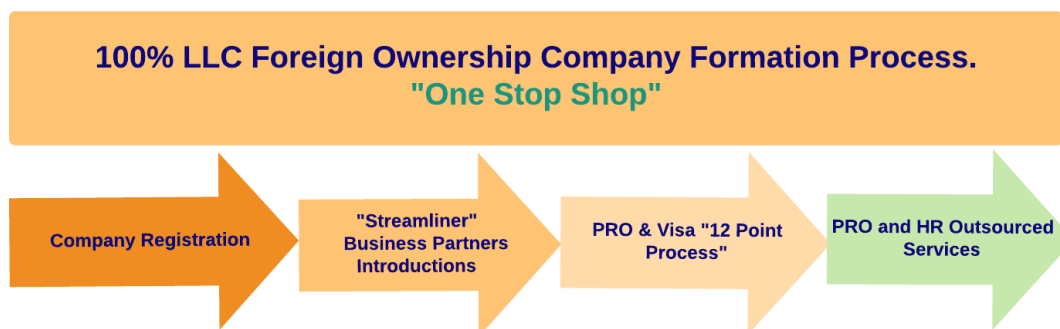 100% LLC Foreign Ownership Company Formation Process.
"One Stop Shop"
Company Registration
"Streamliner"
Business Partners
Introductions
PRO & Visa "12 Point
Process"
PRO and HR Outsourced
Services